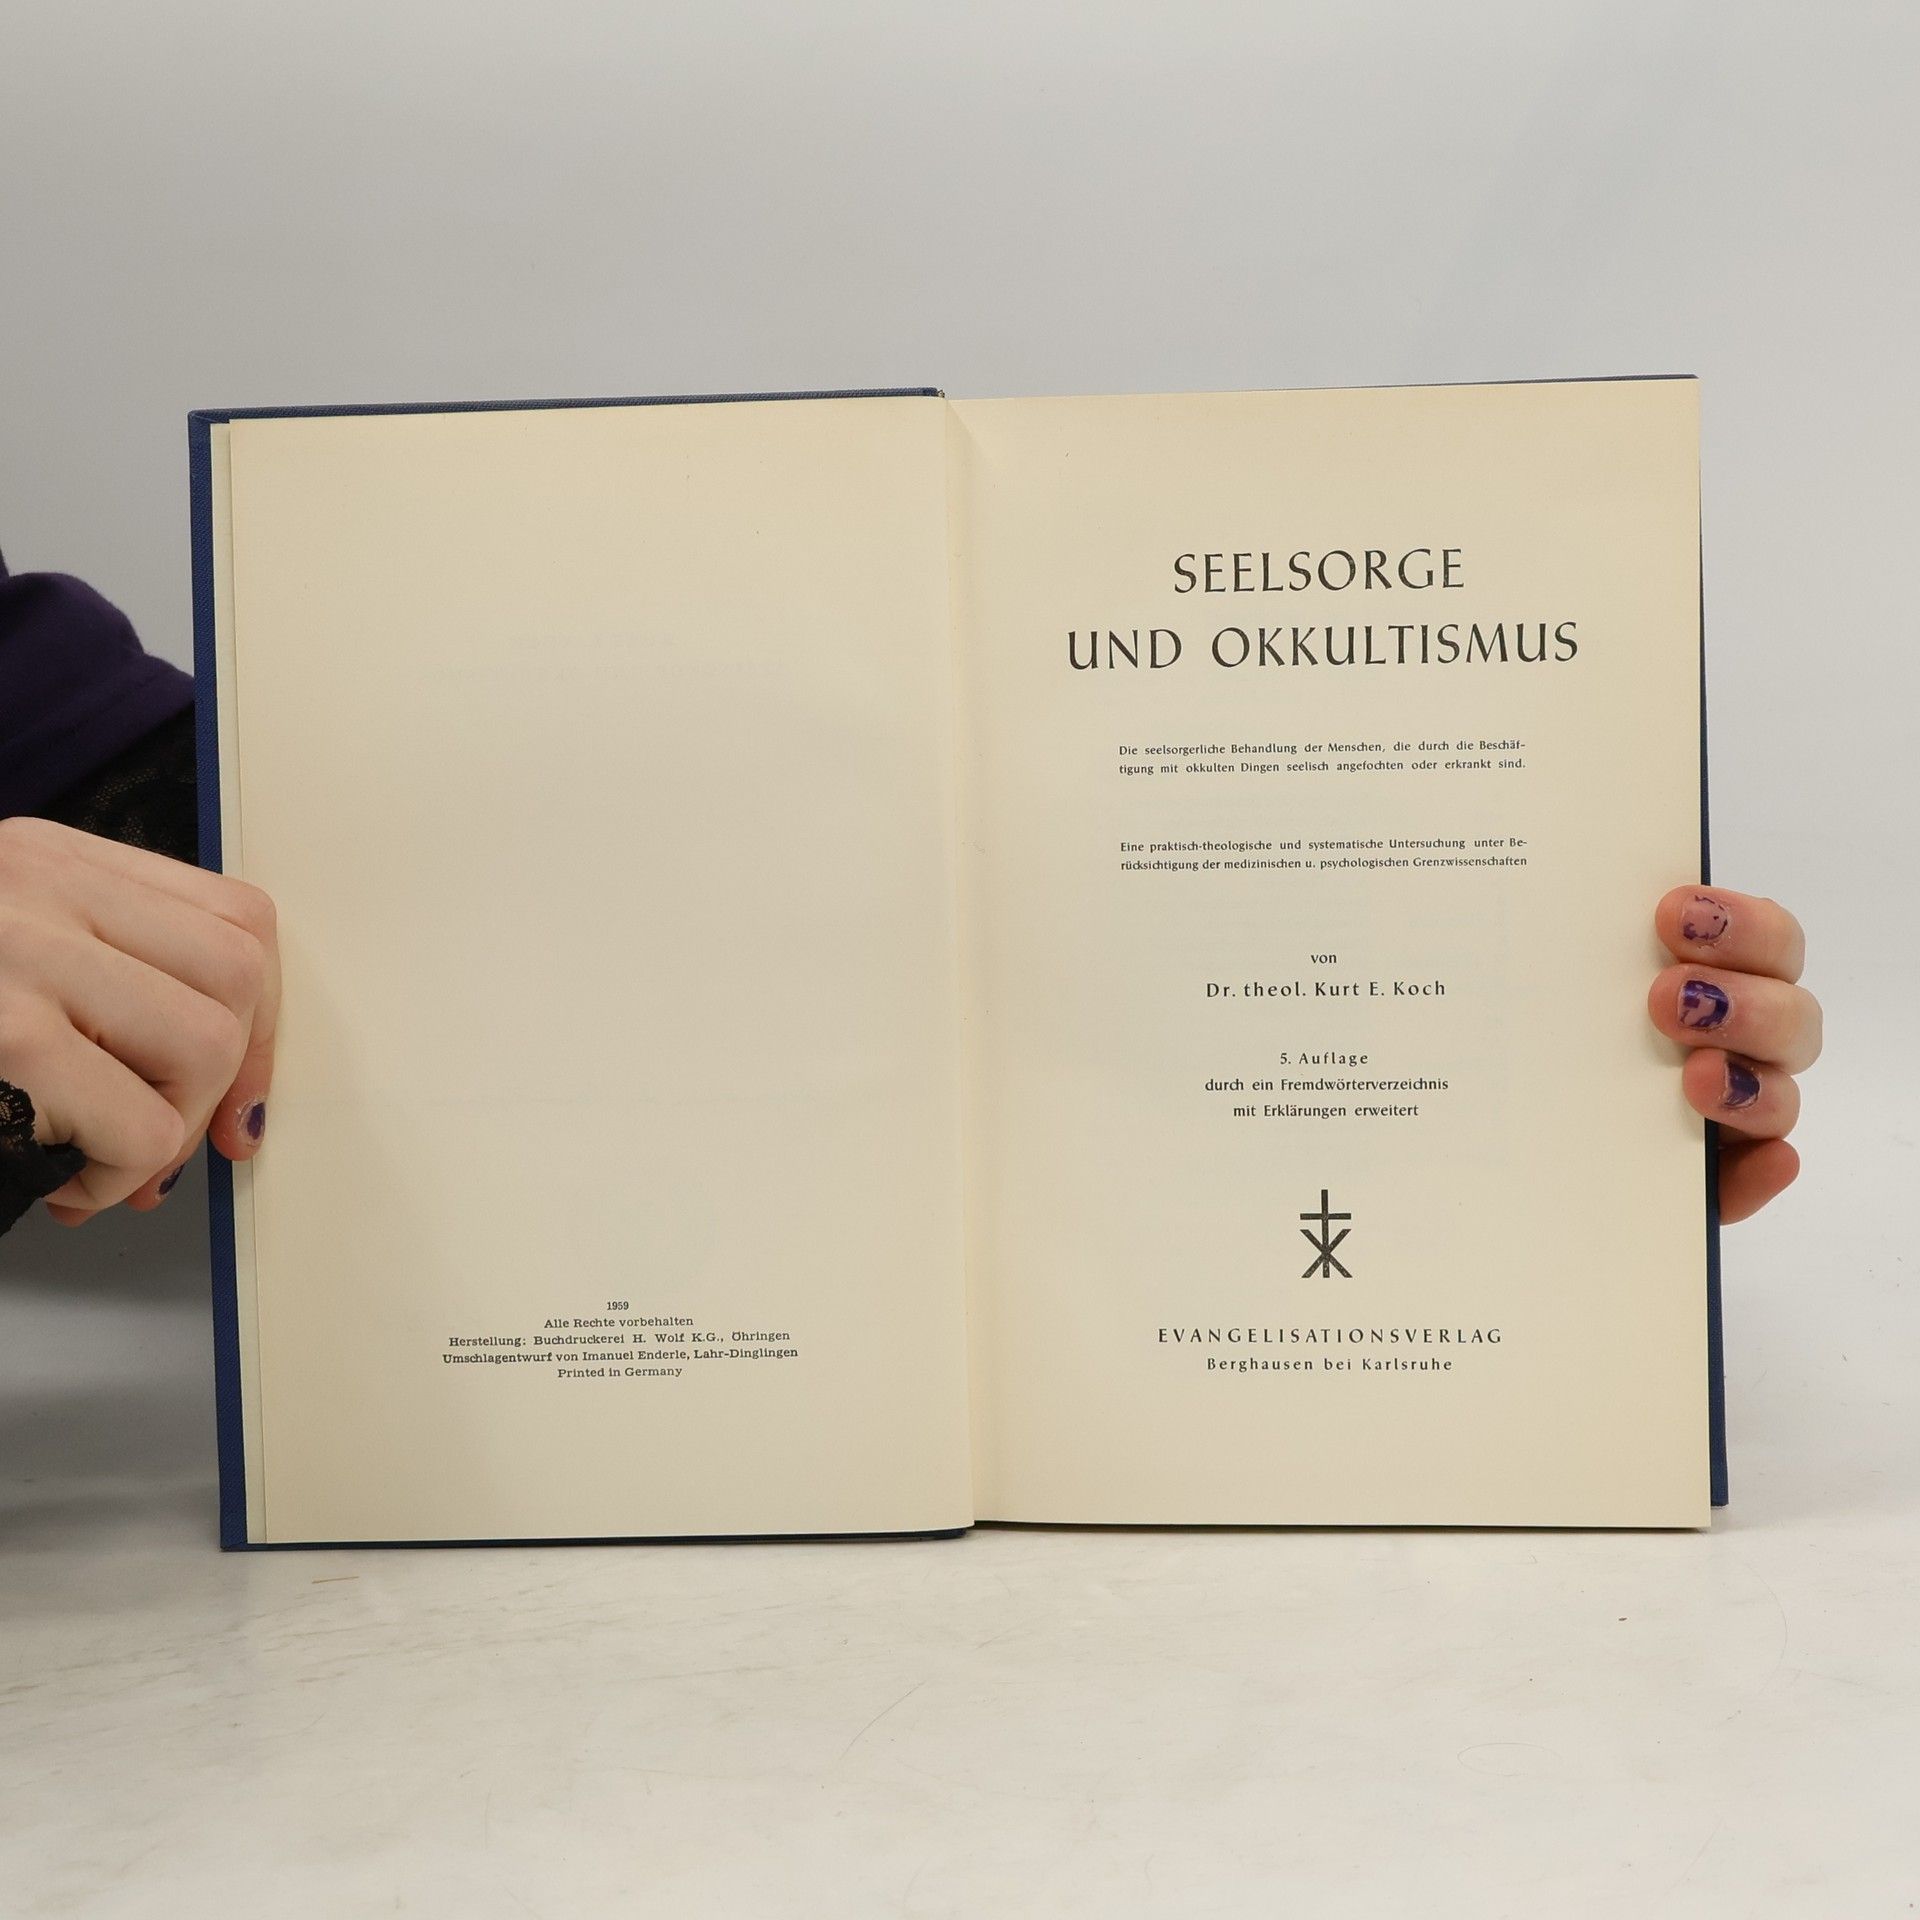 1959
Alle Rechte vorbehalten
Herstellung: Buchdruckerei H. Wolf K.G., Öhringen
Umschlagentwurf von Imanuel Enderle, Lahr-Dinglingen
Printed in Germany
SEELSORGE
UND OKKULTISMUS
Die seelsorgerliche Behandlung der Menschen, die durch die Beschäf-
tigung mit okkulten Dingen seelisch angefochten oder erkrankt sind.
Eine praktisch-theologische und systematische Untersuchung unter Be-
rücksichtigung der medizinischen u. psychologischen Grenzwissenschaften
von
Dr. theol. Kurt E. Koch
5. Auflage
durch ein Fremdwörterverzeichnis
mit Erklärungen erweitert
EVANGELISATIONSVERLAG
Berghausen bei Karlsruhe